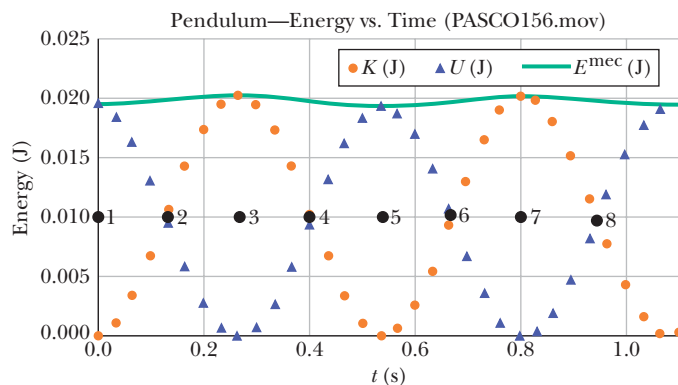 Pendulum—Energy vs. Time (PASCO156.mov)
K (J) U (J) E^mec (J)
Energy (J)
0.025
0.020
0.015
0.010
0.005
0.000
1 2 3 4 5 6 7 8
0.0 0.2 0.4 0.6 0.8 1.0
t (s)